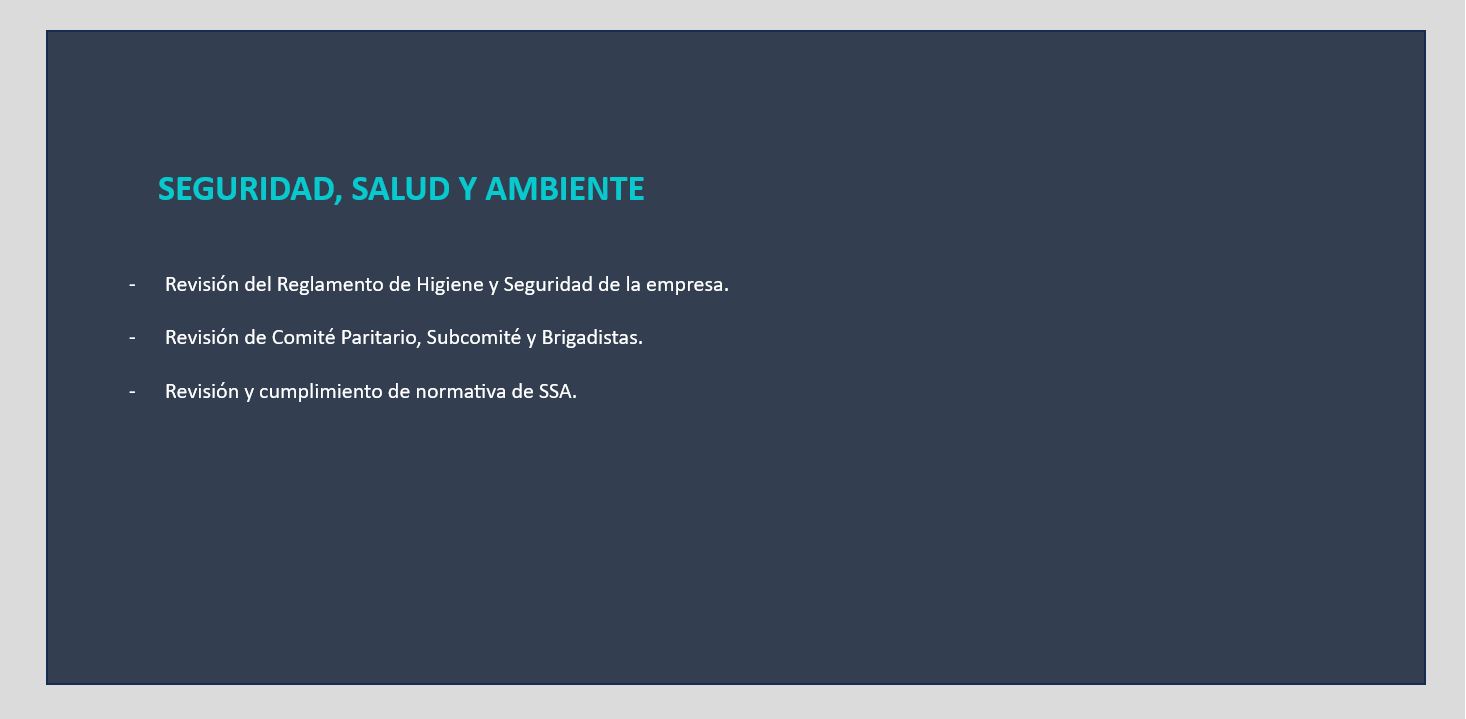 SEGURIDAD, SALUD Y AMBIENTE
- Revisión del Reglamento de Higiene y Seguridad de la empresa.
- Revisión de Comité Paritario, Subcomité y Brigadistas.
- Revisión y cumplimiento de normativa de SSA.